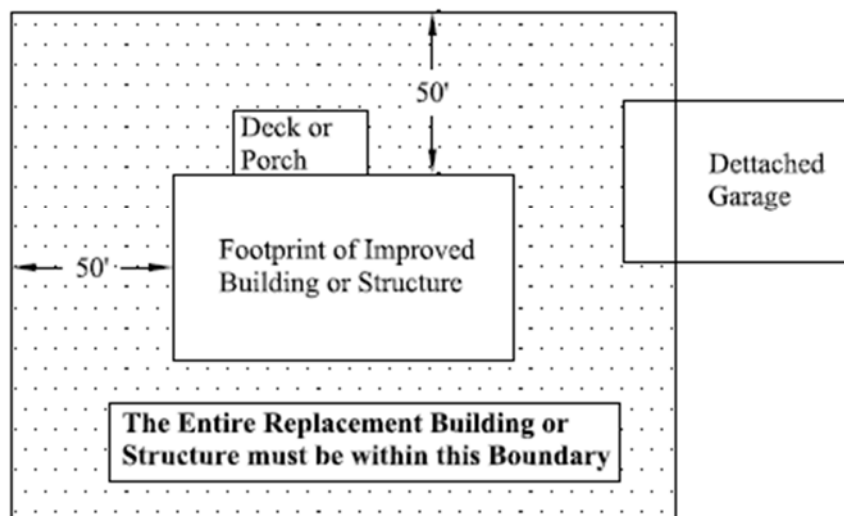 50'
Deck or
Porch
Dettached
Garage
Footprint of Improved
Building or Structure
50'
The Entire Replacement Building or
Structure must be within this Boundary